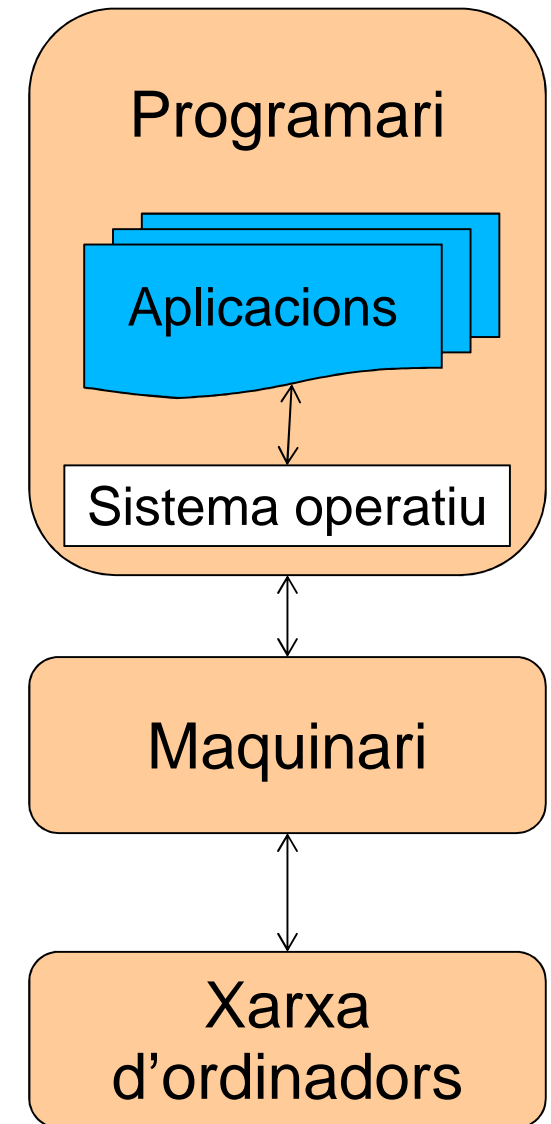 Programari
Aplicacions
Sistema operatiu
Maquinari
Xarxa
d’ordinadors